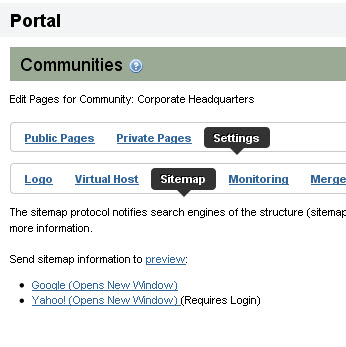 Portal
Communities ?
Edit Pages for Community: Corporate Headquarters
Public Pages Private Pages Settings
Logo Virtual Host Sitemap Monitoring Merge
The sitemap protocol notifies search engines of the structure (sitemap
more information.
Send sitemap information to preview:
• Google (Opens New Window)
• Yahoo! (Opens New Window) (Requires Login)